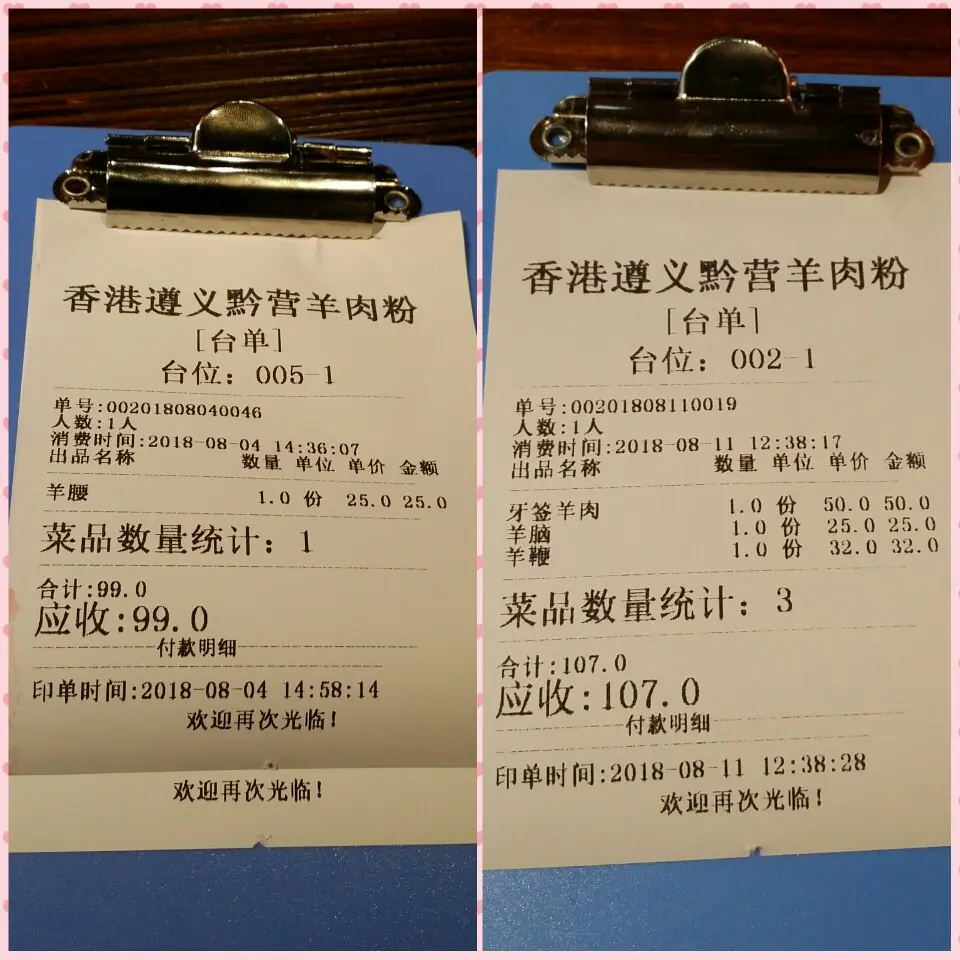 香港遵义黔营羊肉粉
[台单]
台位：005-1
单号:00201808040046
人数:1人
消费时间:2018-08-04 14:36:07
出品名称 数量 单位 单价 金额
羊腰 1.0 份 25.0 25.0
菜品数量统计：1
合计:99.0
应收:99.0
付款明细
印单时间:2018-08-04 14:58:14
欢迎再次光临!
欢迎再次光临!
香港遵义黔营羊肉粉
[台单]
台位：002-1
单号:00201808110019
人数:1人
消费时间:2018-08-11 12:38:17
出品名称 数量 单位 单价 金额
牙签羊肉 1.0 份 50.0 50.0
羊脑 1.0 份 25.0 25.0
羊鞭 1.0 份 32.0 32.0
菜品数量统计：3
合计:107.0
应收:107.0
付款明细
印单时间:2018-08-11 12:38:28
欢迎再次光临!